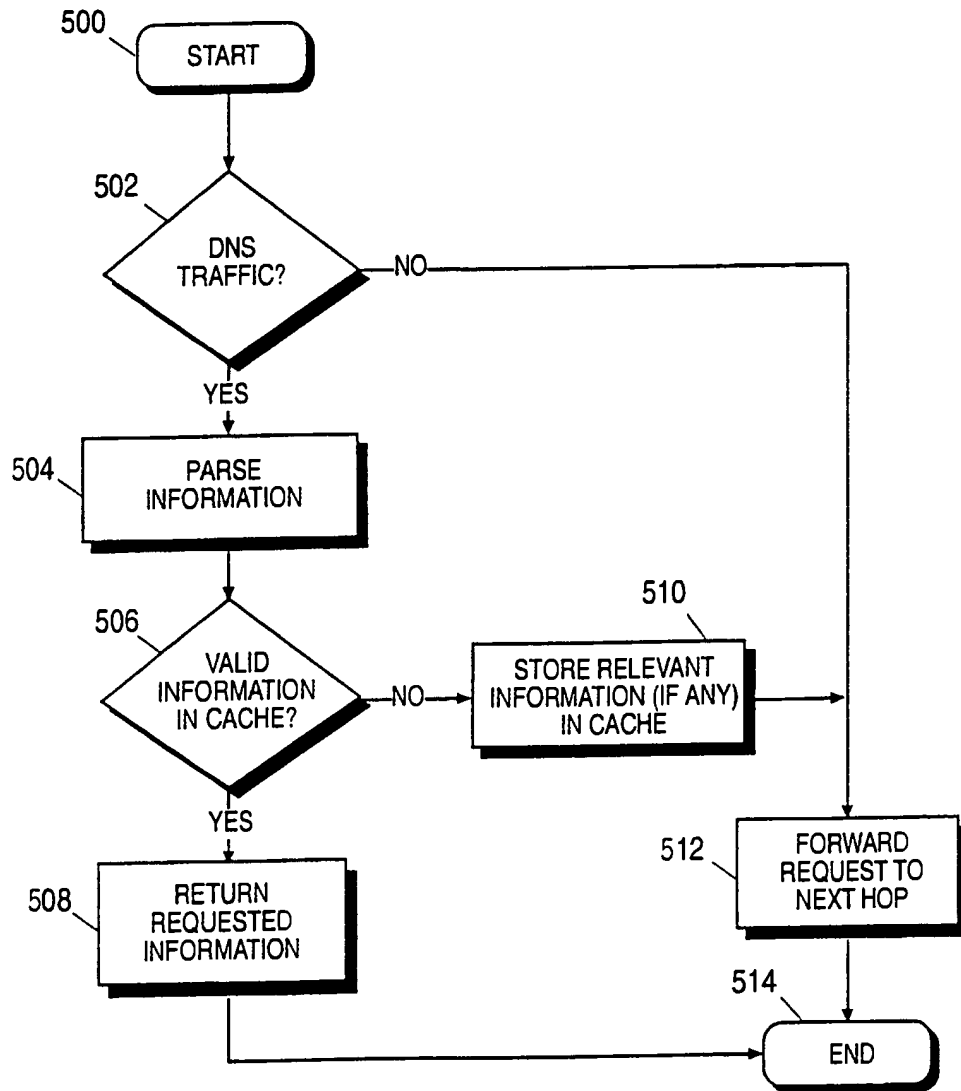 500
START
502
DNS
TRAFFIC?
NO
YES
504
PARSE
INFORMATION
506
VALID
INFORMATION
IN CACHE?
NO
510
STORE RELEVANT
INFORMATION (IF ANY)
IN CACHE
YES
508
RETURN
REQUESTED
INFORMATION
512
FORWARD
REQUEST TO
NEXT HOP
514
END